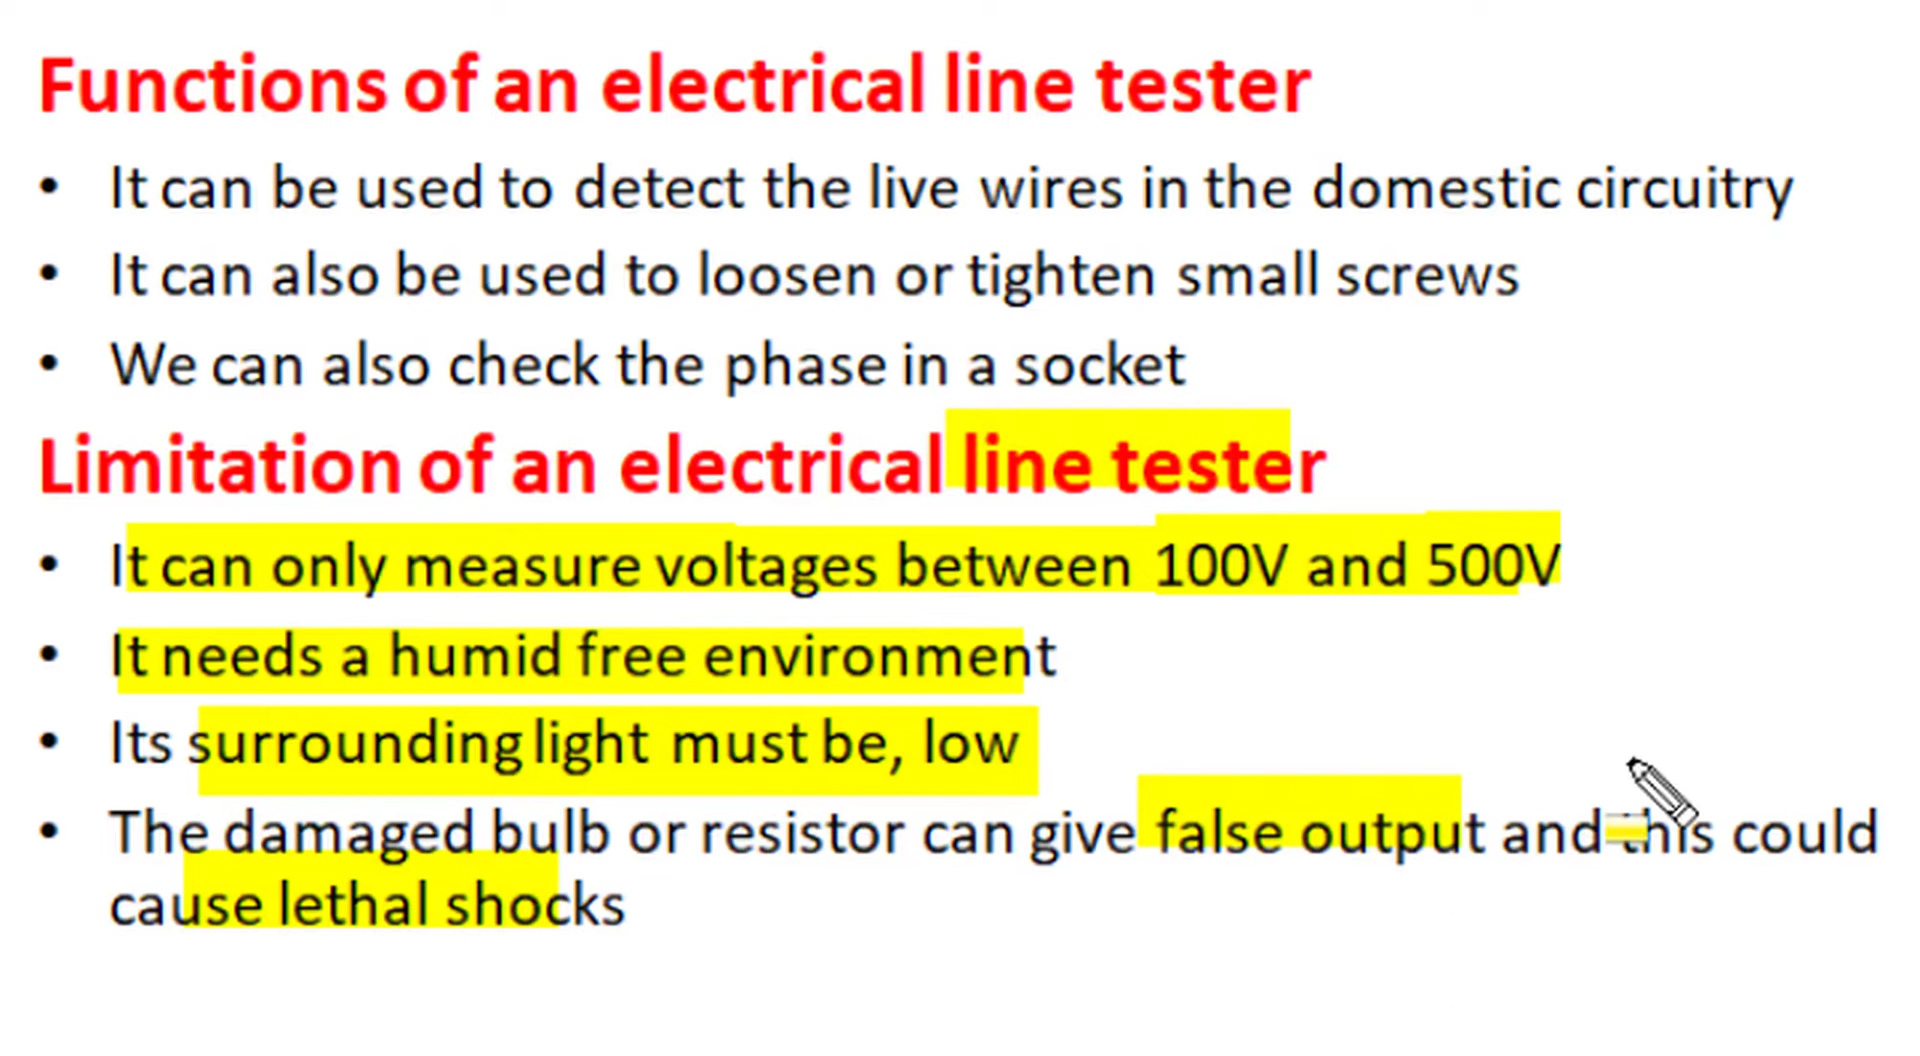 Functions of an electrical line tester
• It can be used to detect the live wires in the domestic circuitry
• It can also be used to loosen or tighten small screws
• We can also check the phase in a socket
Limitation of an electrical line tester
• It can only measure voltages between 100V and 500V
• It needs a humid free environment
• Its surrounding light must be, low
• The damaged bulb or resistor can give false output and this could
cause lethal shocks